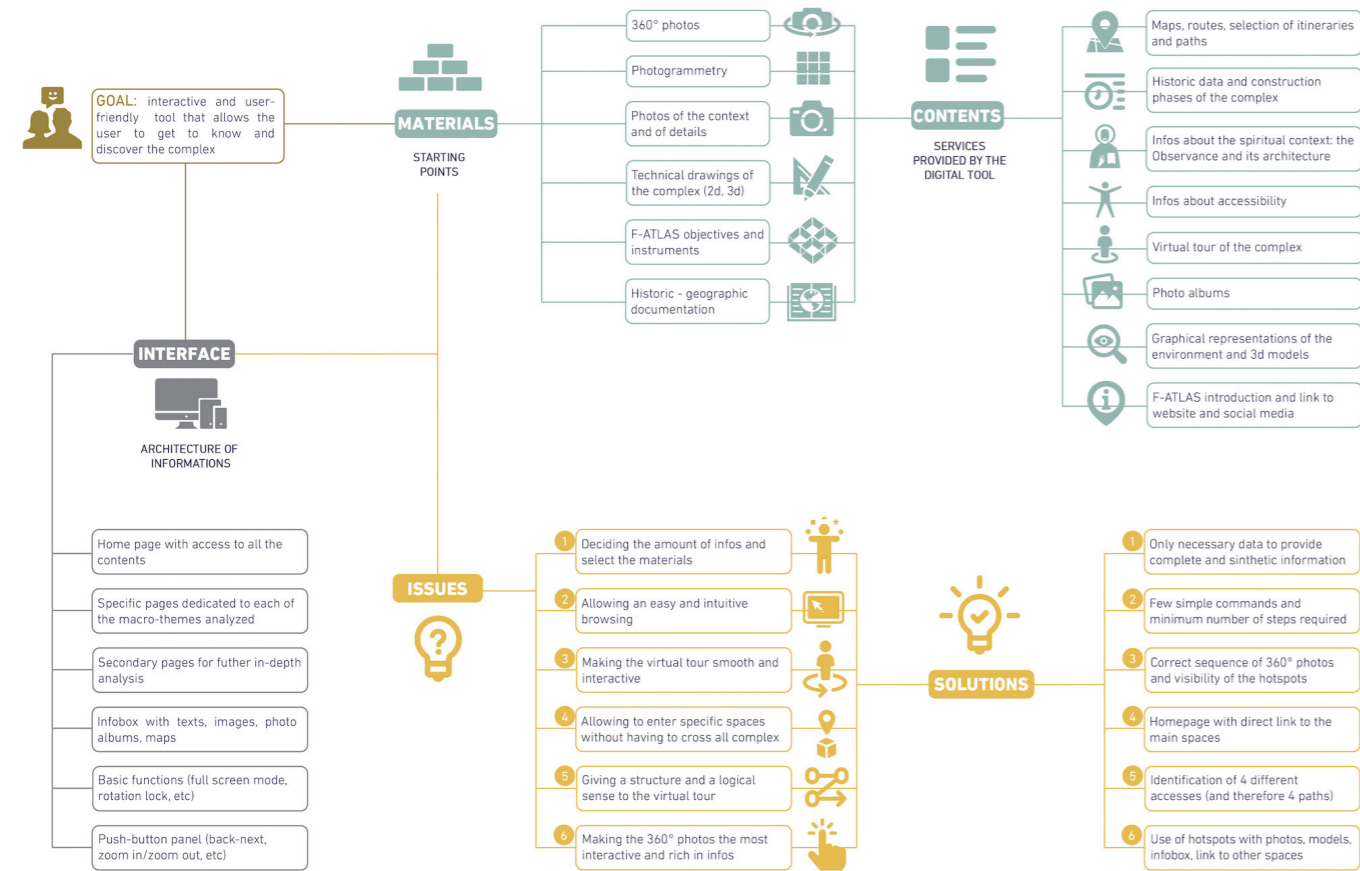 GOAL: interactive and user-
friendly tool that allows the
user to get to know and
discover the complex
MATERIALS
STARTING
POINTS
360° photos
Photogrammetry
Photos of the context
and of details
Technical drawings of
the complex (2d, 3d)
F-ATLAS objectives and
instruments
Historic - geographic
documentation
CONTENTS
SERVICES
PROVIDED BY THE
DIGITAL TOOL
Maps, routes, selection of itineraries
and paths
Historic data and construction
phases of the complex
Infos about the spiritual context: the
Observance and its architecture
Infos about accessibility
Virtual tour of the complex
Photo albums
Graphical representations of the
environment and 3d models
F-ATLAS introduction and link to
website and social media
INTERFACE
ARCHITECTURE OF
INFORMATIONS
Home page with access to all the
contents
Specific pages dedicated to each of
the macro-themes analyzed
Secondary pages for futher in-depth
analysis
Infobox with texts, images, photo
albums, maps
Basic functions (full screen mode,
rotation lock, etc)
Push-button panel (back-next,
zoom in/zoom out, etc)
ISSUES
?
1 Deciding the amount of infos and
select the materials
2 Allowing an easy and intuitive
browsing
3 Making the virtual tour smooth and
interactive
4 Allowing to enter specific spaces
without having to cross all complex
5 Giving a structure and a logical
sense to the virtual tour
6 Making the 360° photos the most
interactive and rich in infos
SOLUTIONS
1 Only necessary data to provide
complete and sinthetic information
2 Few simple commands and
minimum number of steps required
3 Correct sequence of 360° photos
and visibility of the hotspots
4 Homepage with direct link to the
main spaces
5 Identification of 4 different
accesses (and therefore 4 paths)
6 Use of hotspots with photos, models,
infobox, link to other spaces